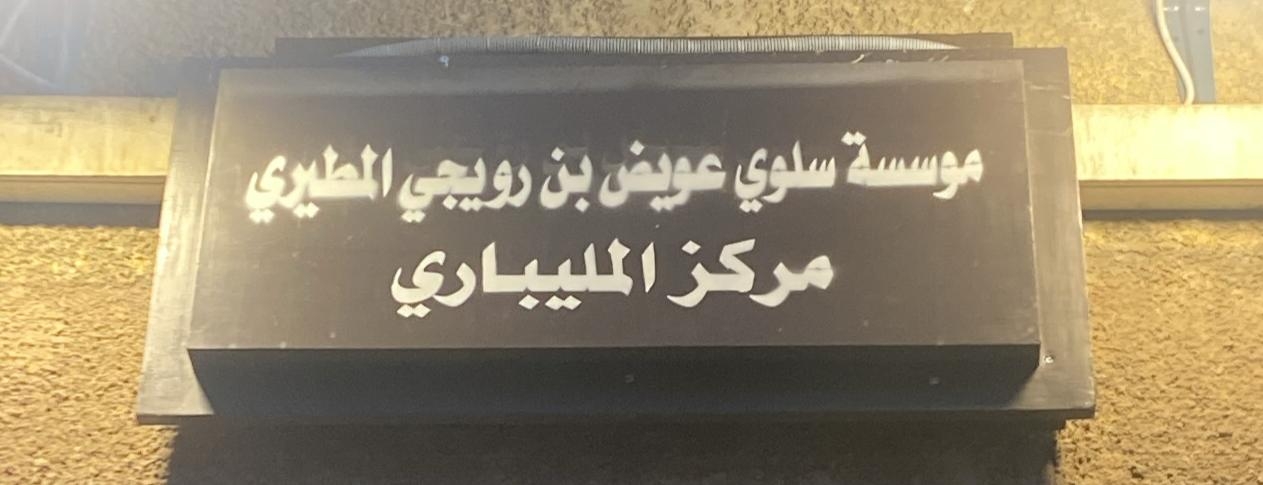 موسسة سلوي عويض بن رويجي المطيري
مركز المليباري